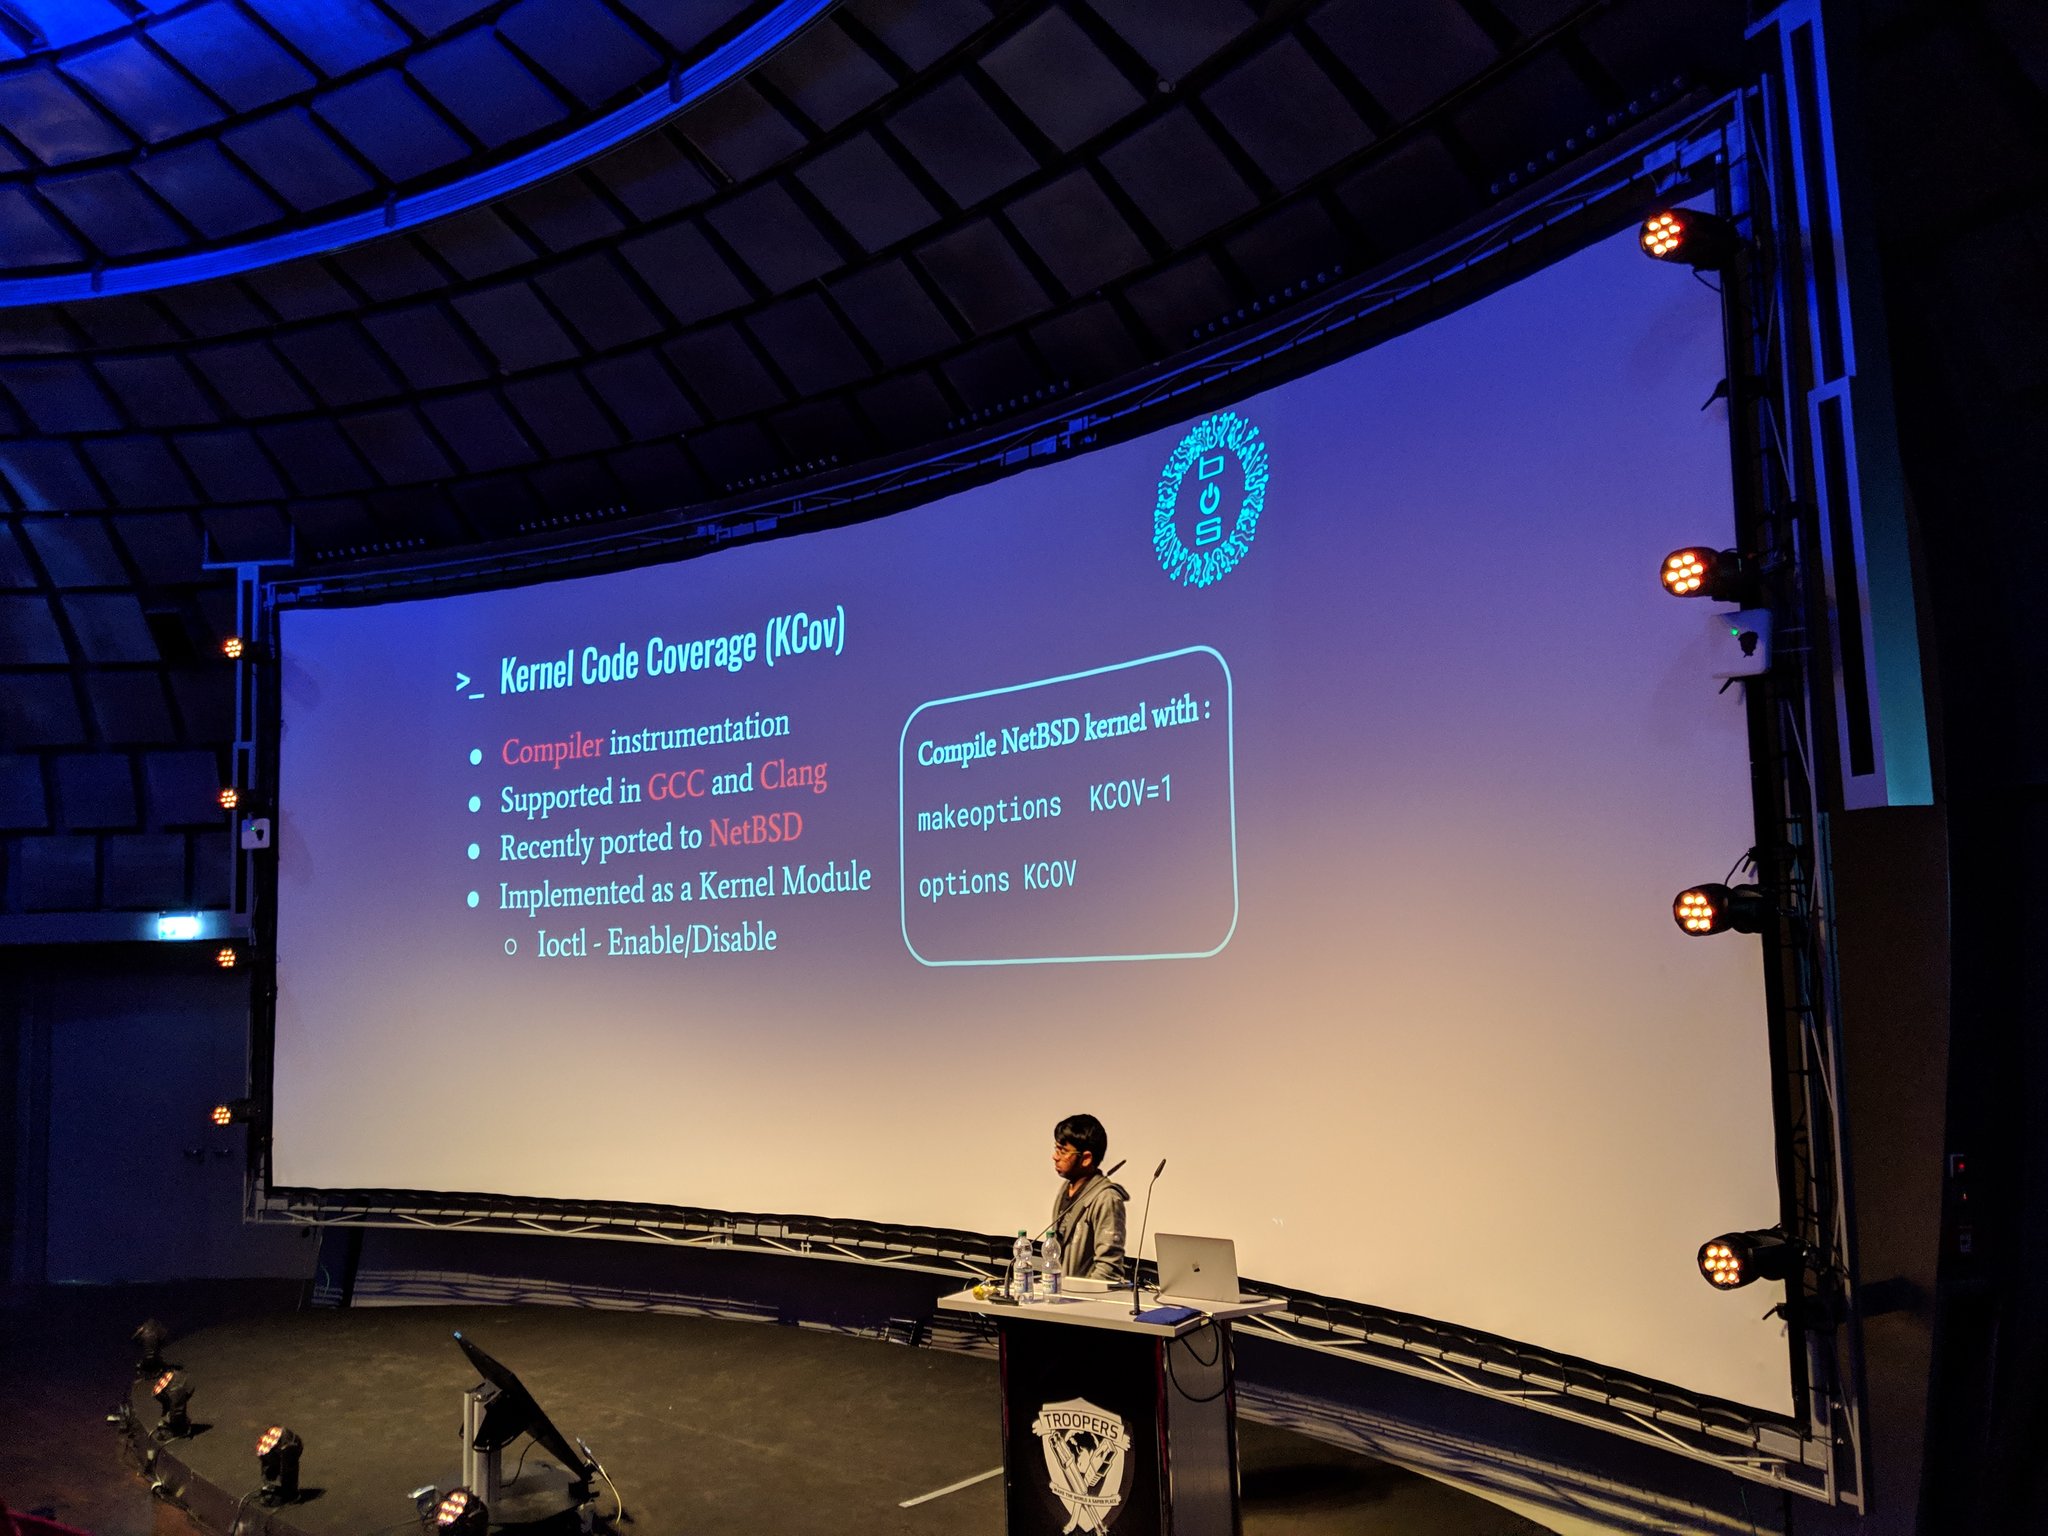 b
S
>_ Kernel Code Coverage (KCov)
● Compiler instrumentation
● Supported in GCC and Clang
● Recently ported to NetBSD
● Implemented as a Kernel Module
○ Ioctl - Enable/Disable
Compile NetBSD kernel with :
makeoptions KCOV=1
options KCOV
TROOPERS
MAKE THE WORLD A SAFER PLACE